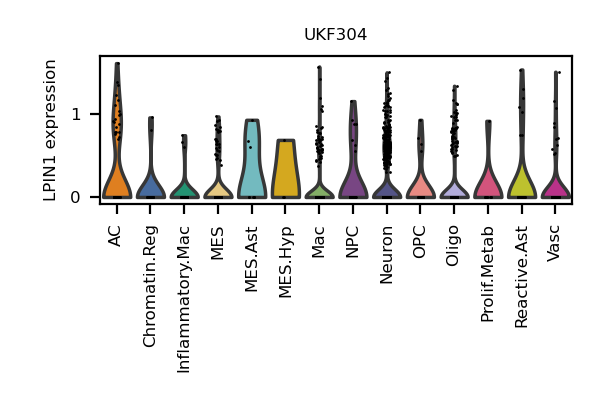 UKF304
LPIN1 expression
1
0
AC
Chromatin.Reg
Inflammatory.Mac
MES
MES.Ast
MES.Hyp
Mac
NPC
Neuron
OPC
Oligo
Prolif.Metab
Reactive.Ast
Vasc